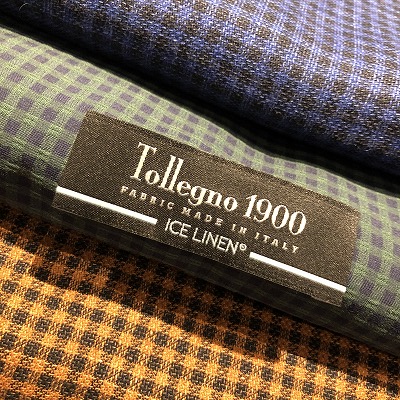 Tollegno 1900
FABRIC MADE IN ITALY
iCE LINEN®